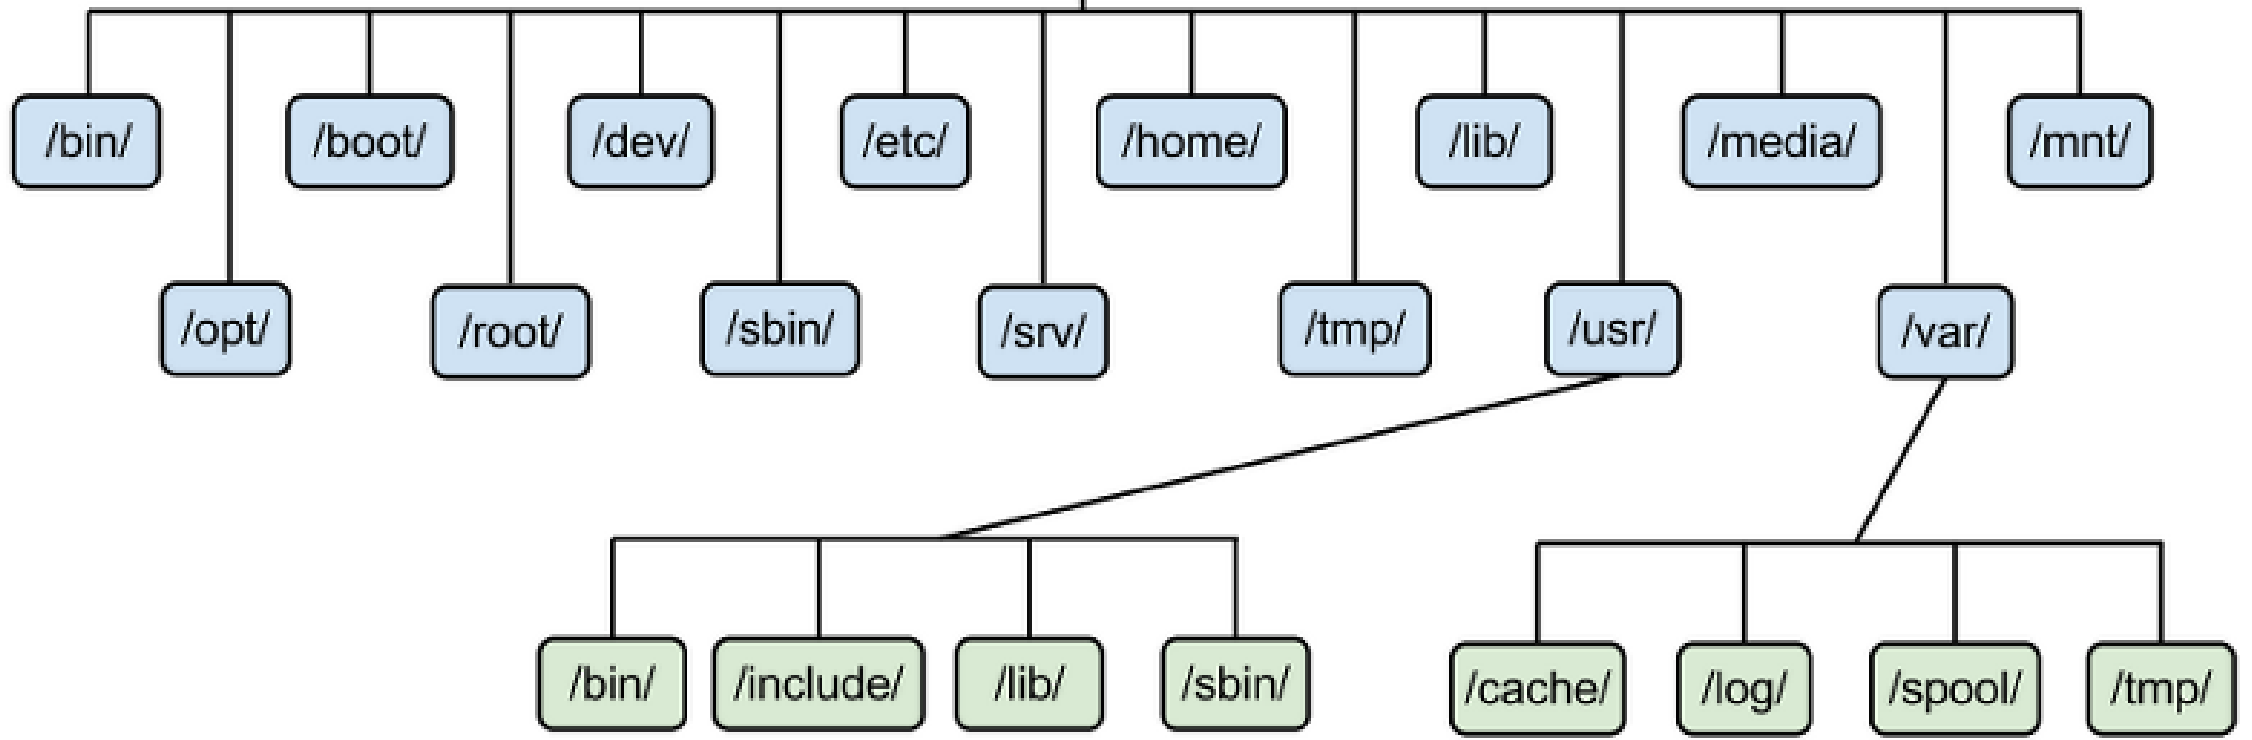 /bin/
/boot/
/dev/
/etc/
/home/
/lib/
/media/
/mnt/
/opt/
/root/
/sbin/
/srv/
/tmp/
/usr/
/var/
/bin/
/include/
/lib/
/sbin/
/cache/
/log/
/spool/
/tmp/